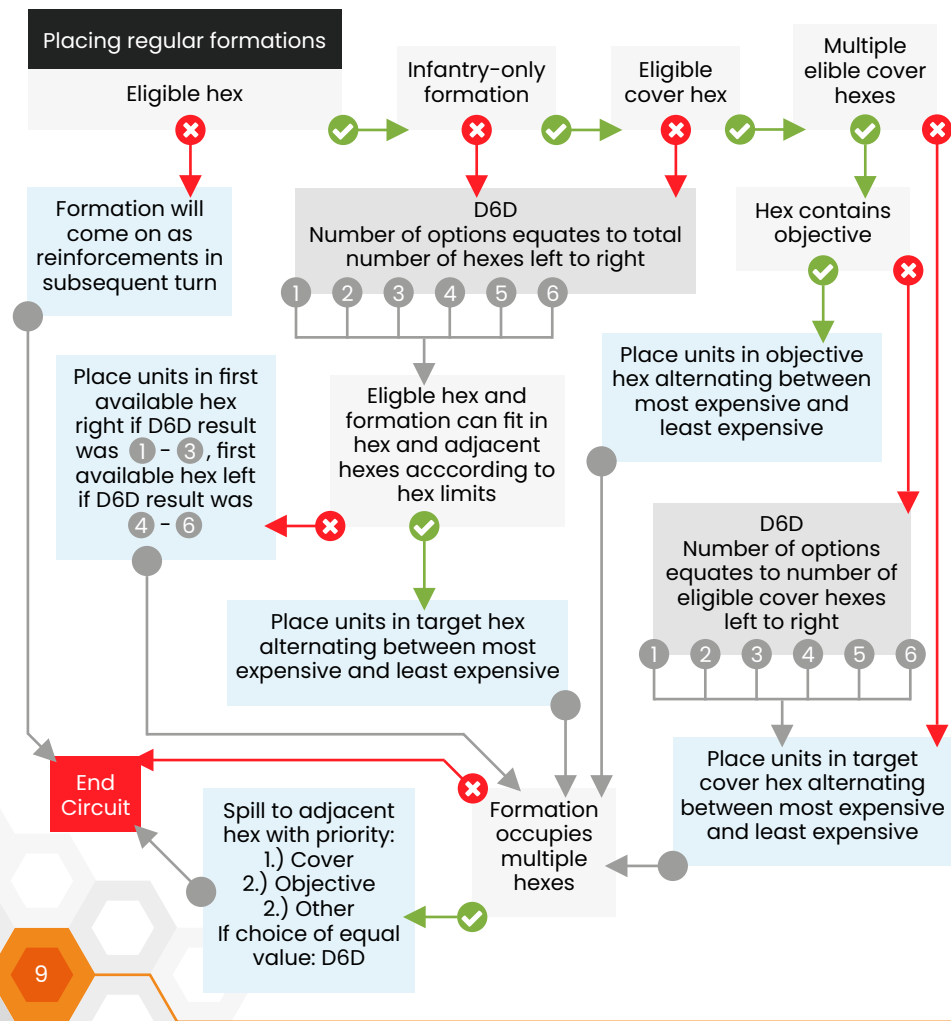 Placing regular formations
Eligible hex
Infantry-only
formation
Eligible
cover hex
Multiple
elible cover
hexes
Formation will
come on as
reinforcements in
subsequent turn
D6D
Number of options equates to total
number of hexes left to right
1 2 3 4 5 6
Hex contains
objective
Place units in first
available hex
right if D6D result
was 1 - 3, first
available hex left
if D6D result was
4 - 6
Eligble hex and
formation can fit in
hex and adjacent
hexes acccording to
hex limits
Place units in objective
hex alternating between
most expensive and
least expensive
D6D
Number of options
equates to number of
eligible cover hexes
left to right
1 2 3 4 5 6
Place units in target hex
alternating between most
expensive and least expensive
Place units in target
cover hex alternating
between most expensive
and least expensive
End
Circuit
Spill to adjacent
hex with priority:
1.) Cover
2.) Objective
2.) Other
If choice of equal
value: D6D
Formation
occupies
multiple
hexes
9